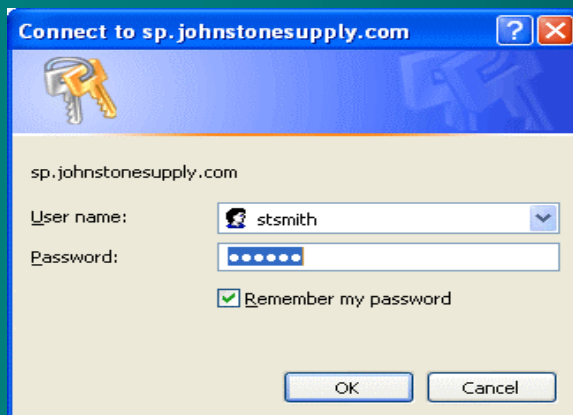 Connect to sp.johnstonesupply.com
sp.johnstonesupply.com
User name: stsmith
Password: ●●●●●●
Remember my password
OK Cancel